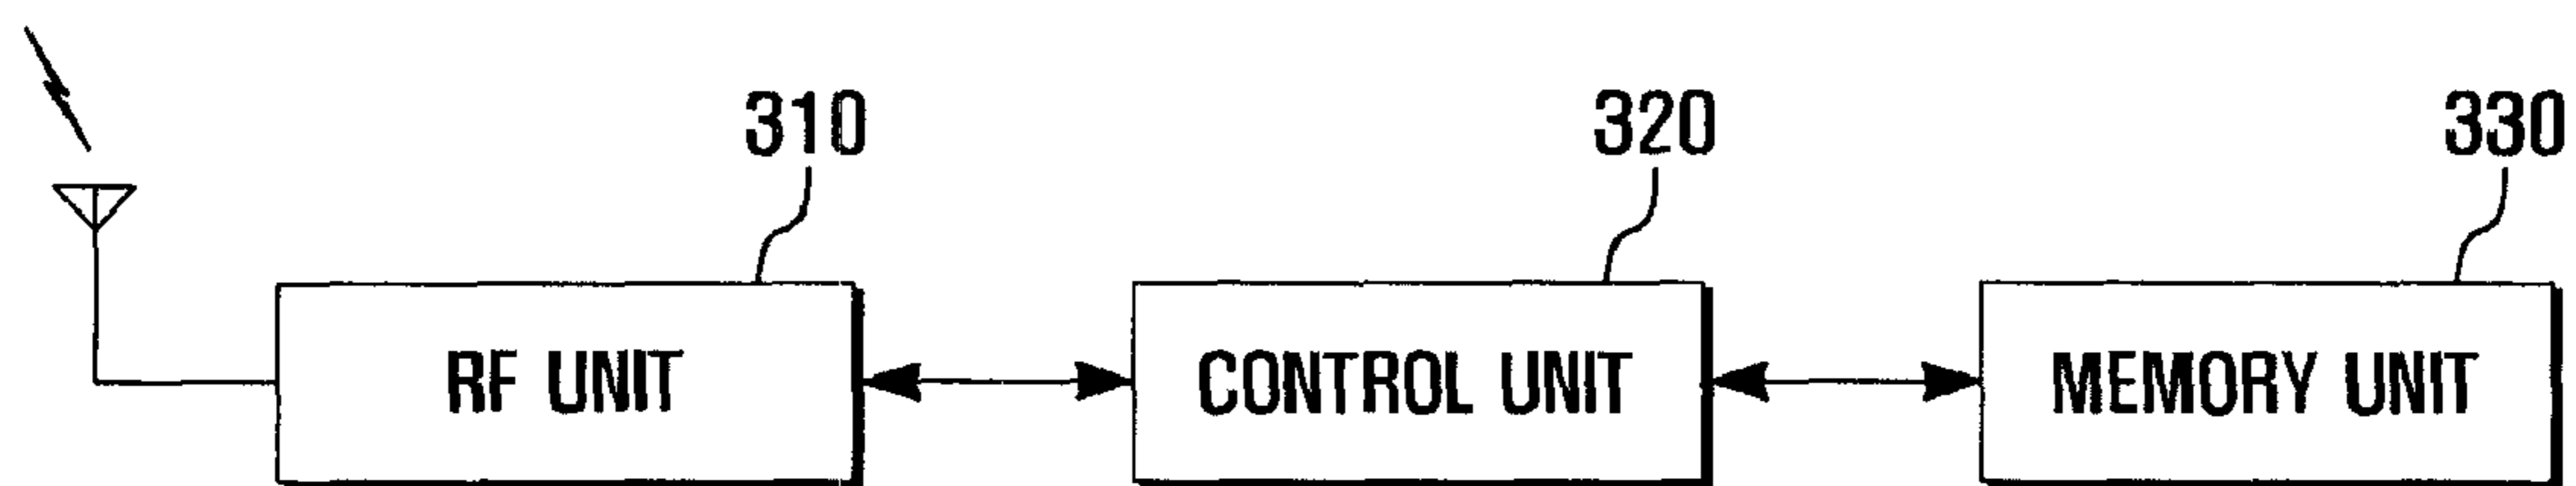 310 320 330
RF UNIT CONTROL UNIT MEMORY UNIT